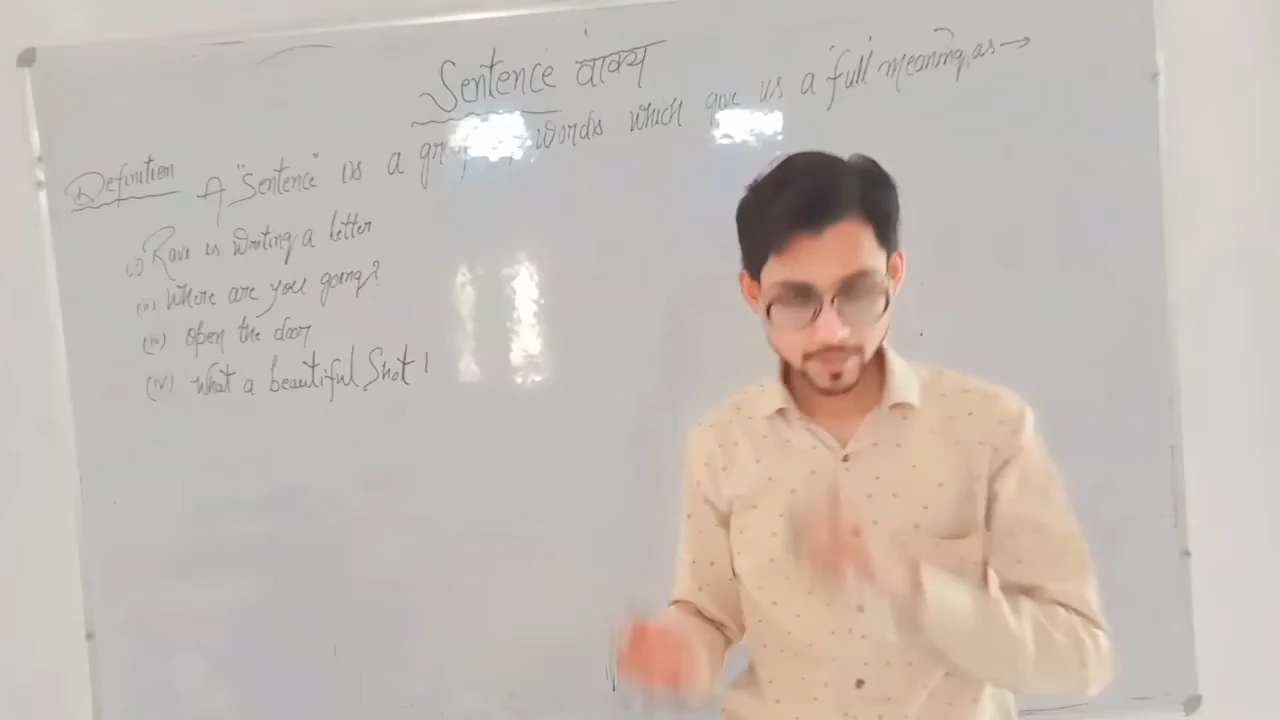 Sentence वाक्य
Definition A "Sentence" is a group of words which give us a "full" meaning, as →
(i) Ravi is writing a letter
(ii) Where are you going?
(iii) Open the door
(iv) What a beautiful Shot!